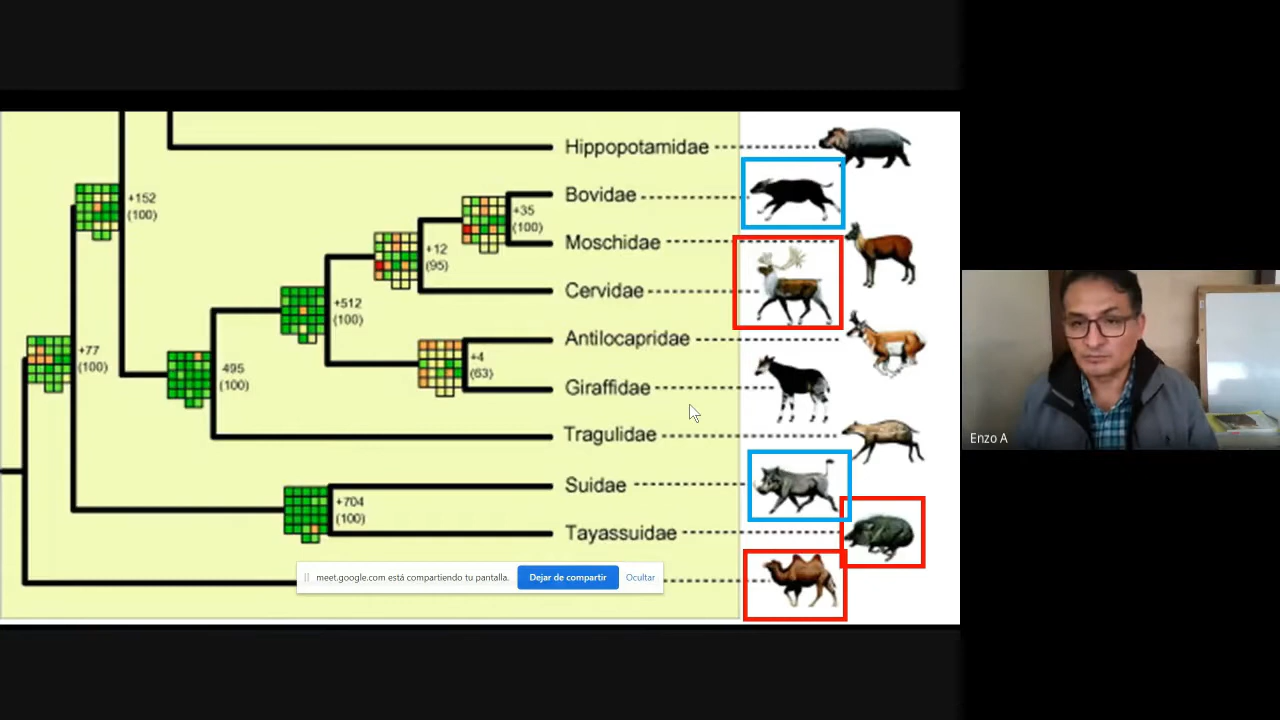 Hippopotamidae
+152
(100)
Bovidae
+35
(100)
Moschidae
+12
(95)
Cervidae
+512
(100)
Antilocapridae
+77
(100)
+4
(63)
495
(100)
Giraffidae
Tragulidae
Suidae
+704
(100)
Tayassuidae
meet.google.com está compartiendo tu pantalla.
Dejar de compartir
Ocultar
Enzo A